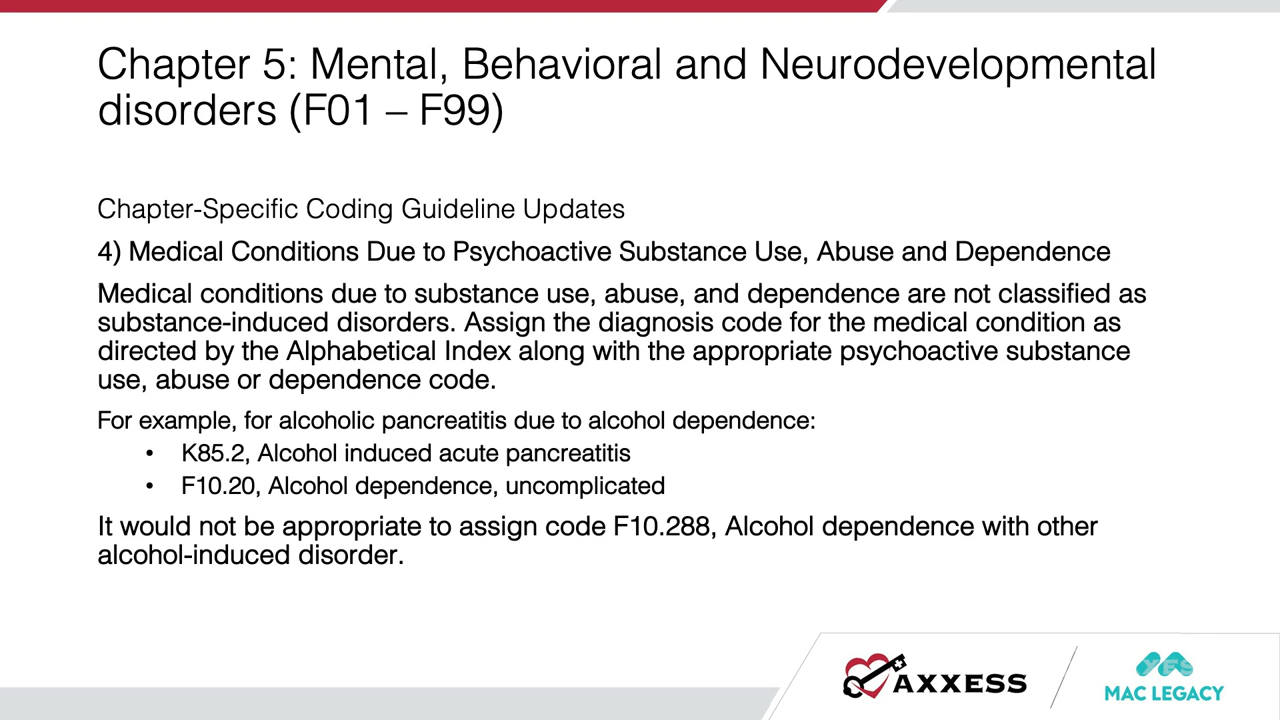 Chapter 5: Mental, Behavioral and Neurodevelopmental
disorders (F01 – F99)
Chapter-Specific Coding Guideline Updates
4) Medical Conditions Due to Psychoactive Substance Use, Abuse and Dependence
Medical conditions due to substance use, abuse, and dependence are not classified as
substance-induced disorders. Assign the diagnosis code for the medical condition as
directed by the Alphabetical Index along with the appropriate psychoactive substance
use, abuse or dependence code.
For example, for alcoholic pancreatitis due to alcohol dependence:
• K85.2, Alcohol induced acute pancreatitis
• F10.20, Alcohol dependence, uncomplicated
It would not be appropriate to assign code F10.288, Alcohol dependence with other
alcohol-induced disorder.
AXXESS
MAC LEGACY